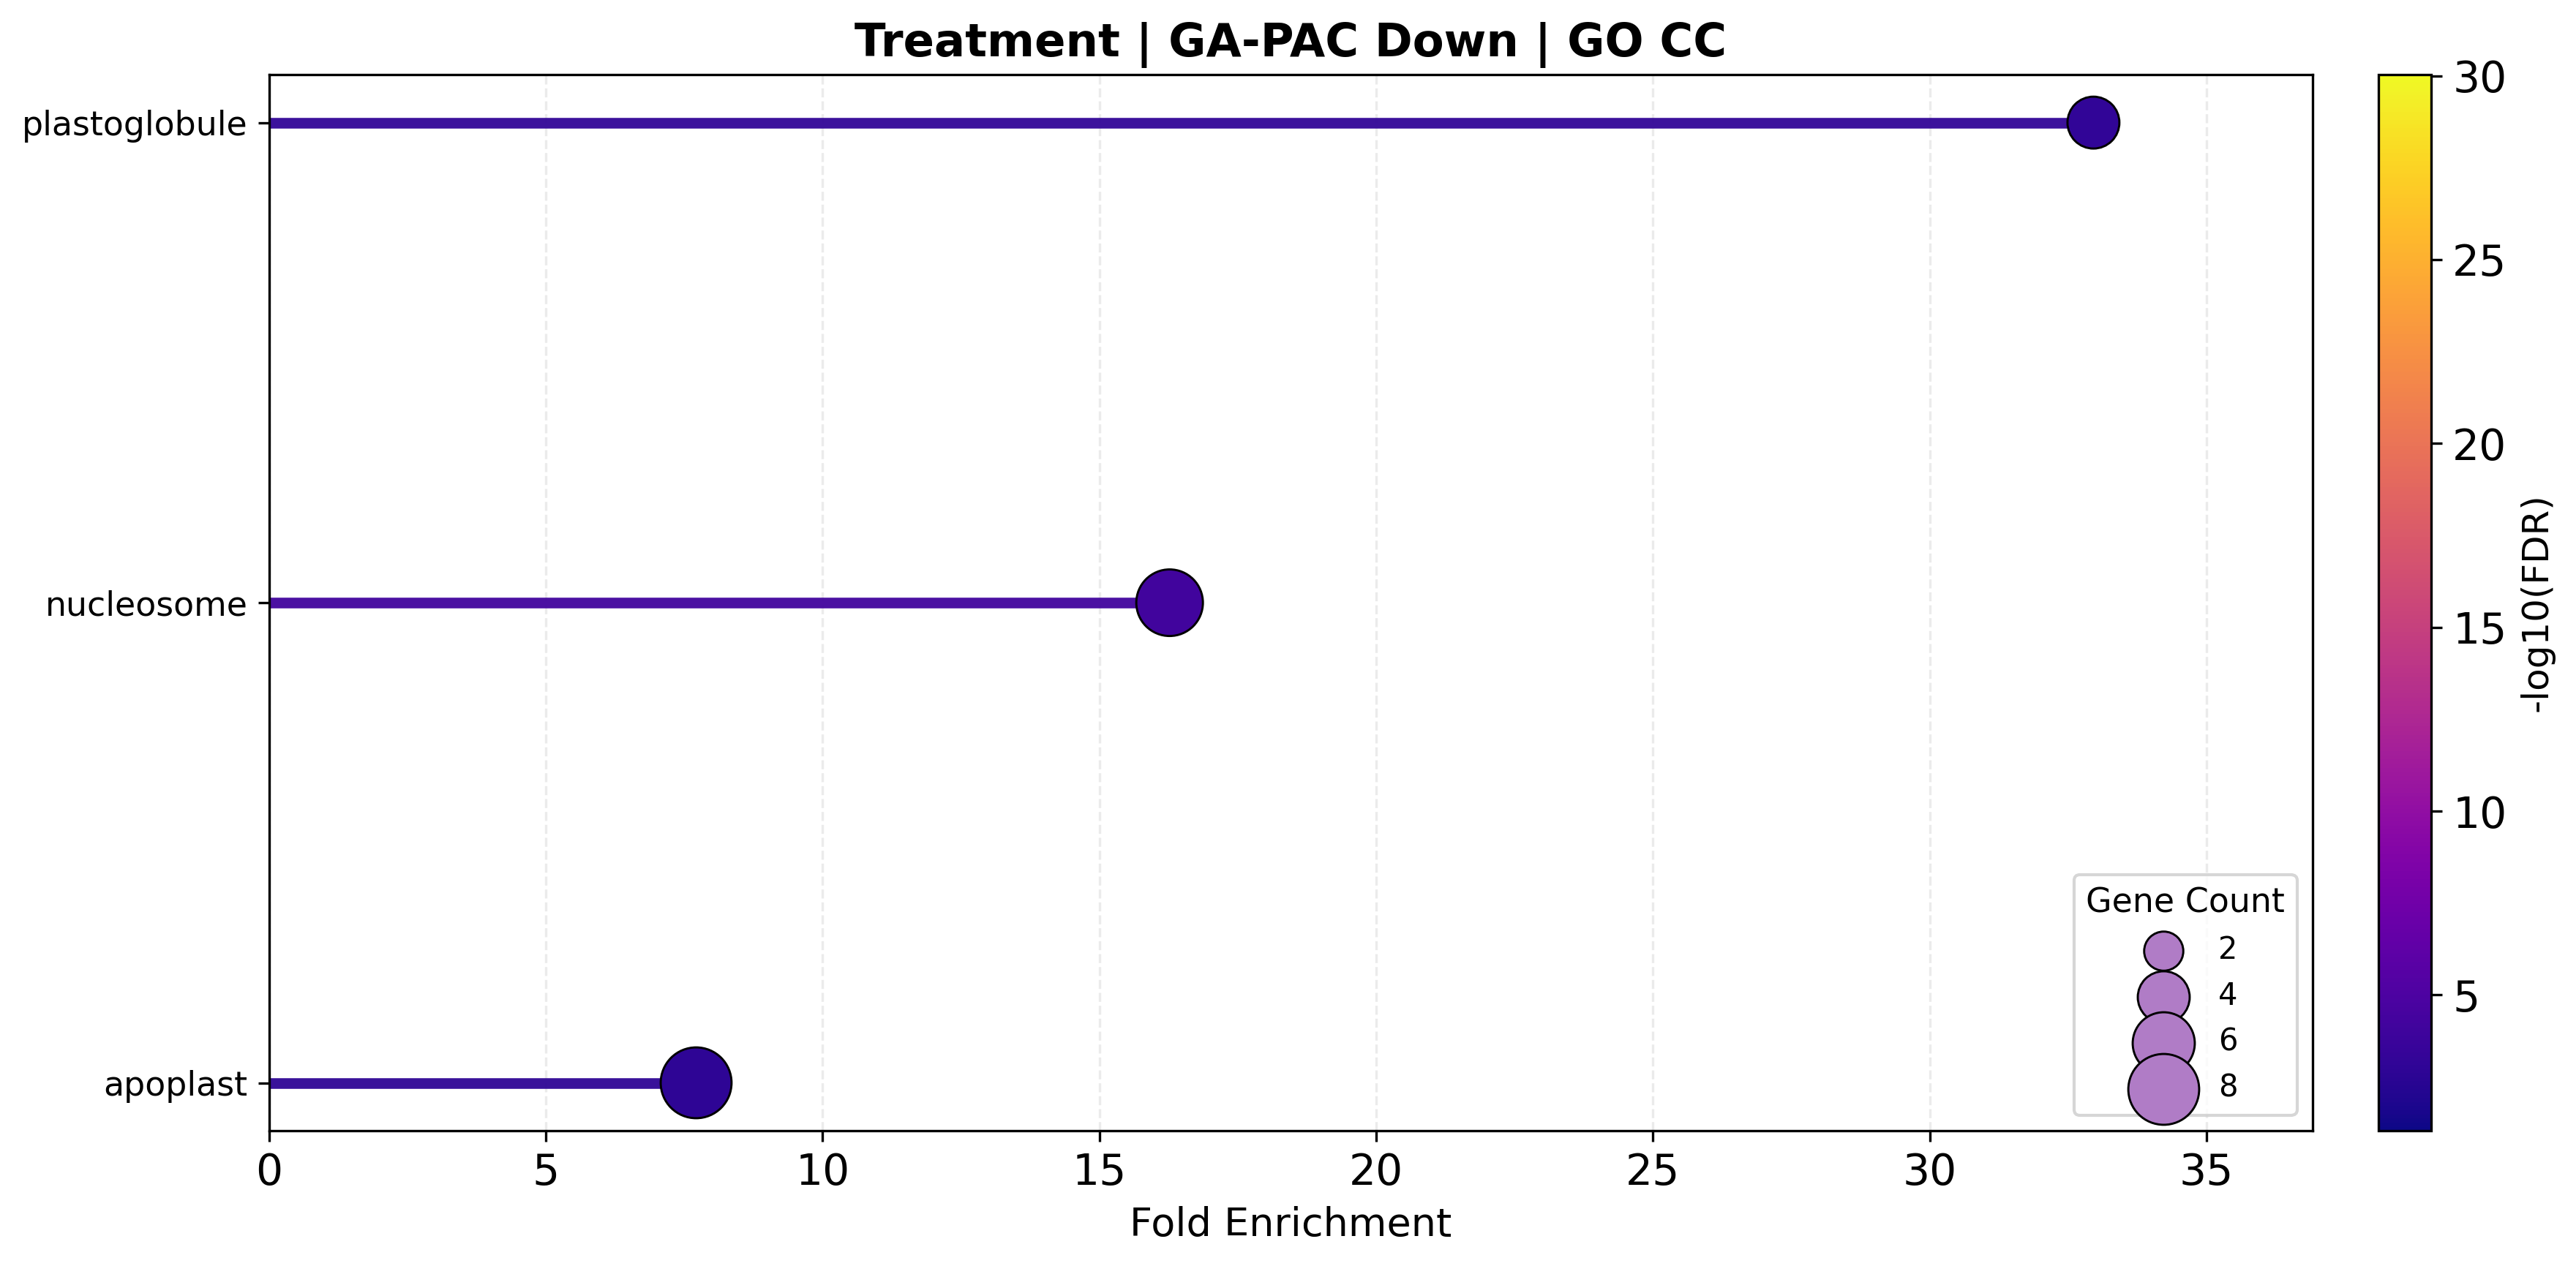 Treatment | GA-PAC Down | GO CC
plastoglobule
nucleosome
apoplast
0 5 10 15 20 25 30 35
Fold Enrichment
Gene Count
2
4
6
8
30
25
20
15
10
5
-log10(FDR)